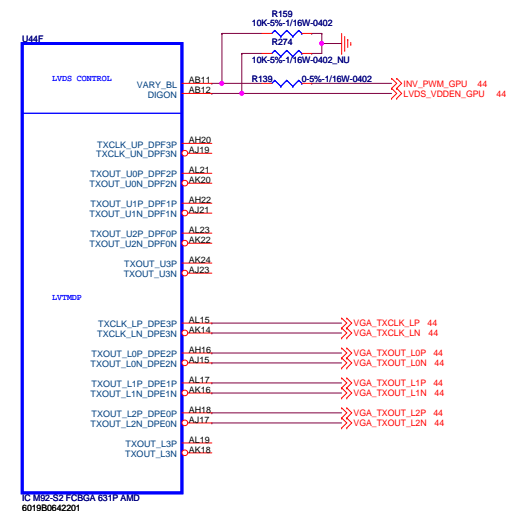 R159
10K-5%-1/16W-0402
U44F
R274
10K-5%-1/16W-0402_NU
LVDS CONTROL
VARY_BL AB11 R139 0-5%-1/16W-0402 INV_PWM_GPU 44
DIGON AB12 LVDS_VDDEN_GPU 44
TXCLK_UP_DPF3P AH20
TXCLK_UN_DPF3N AJ19
TXOUT_U0P_DPF2P AL21
TXOUT_U0N_DPF2N AK20
TXOUT_U1P_DPF1P AH22
TXOUT_U1N_DPF1N AJ21
TXOUT_U2P_DPF0P AL23
TXOUT_U2N_DPF0N AK22
TXOUT_U3P AK24
TXOUT_U3N AJ23
LVTMDP
TXCLK_LP_DPE3P AL15 VGA_TXCLK_LP 44
TXCLK_LN_DPE3N AK14 VGA_TXCLK_LN 44
TXOUT_L0P_DPE2P AH16 VGA_TXOUT_L0P 44
TXOUT_L0N_DPE2N AJ15 VGA_TXOUT_L0N 44
TXOUT_L1P_DPE1P AL17 VGA_TXOUT_L1P 44
TXOUT_L1N_DPE1N AK16 VGA_TXOUT_L1N 44
TXOUT_L2P_DPE0P AH18 VGA_TXOUT_L2P 44
TXOUT_L2N_DPE0N AJ17 VGA_TXOUT_L2N 44
TXOUT_L3P AL19
TXOUT_L3N AK18
IC M92-S2 FCBGA 631P AMD
6019B0642201